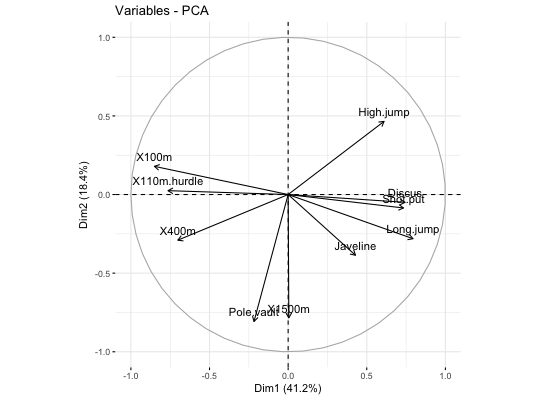 Variables - PCA
1.0
0.5
0.0
-0.5
-1.0
Dim2 (18.4%)
High.jump
X100m
X110m.hurdle
Discus
Shot.put
X400m
Long.jump
Javeline
Pole.vault
X1500m
-1.0 -0.5 0.0 0.5 1.0
Dim1 (41.2%)